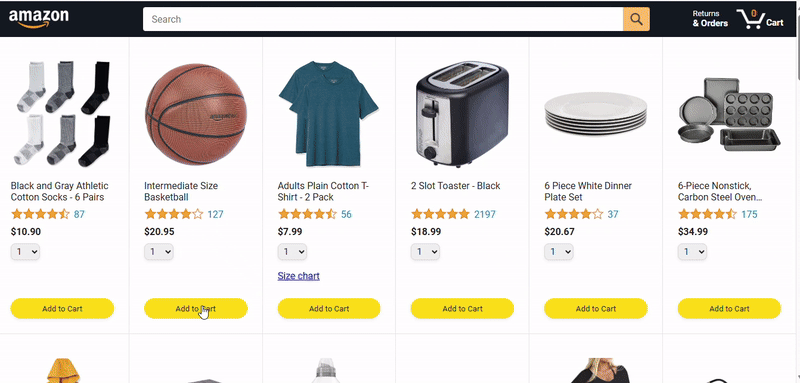 amazon
Search
Returns
& Orders
0
Cart
Black and Gray Athletic
Cotton Socks - 6 Pairs
87
$10.90
1
Add to Cart
Intermediate Size
Basketball
127
$20.95
1
Add to Cart
Adults Plain Cotton T-
Shirt - 2 Pack
56
$7.99
1
Size chart
Add to Cart
2 Slot Toaster - Black
2197
$18.99
1
Add to Cart
6 Piece White Dinner
Plate Set
37
$20.67
1
Add to Cart
6-Piece Nonstick,
Carbon Steel Oven...
175
$34.99
1
Add to Cart